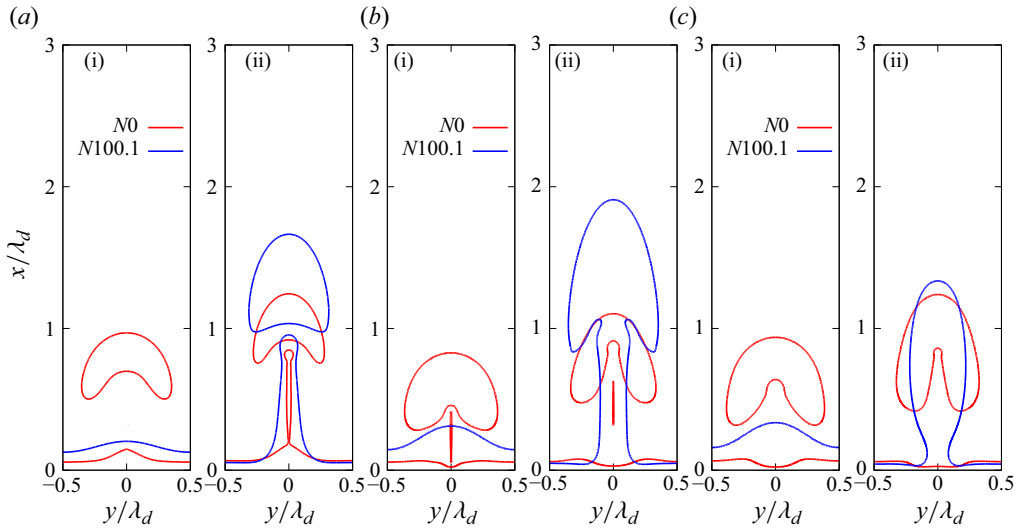 (a) (b) (c)
3 3 3 3 3 3
(i) (ii) (i) (ii) (i) (ii)
N0 N0 N0
N100.1 N100.1 N100.1
2 2 2 2 2 2
x/λd
1 1 1 1 1 1
0 0 0 0 0 0
−0.5 0 0.5 −0.5 0 0.5 −0.5 0 0.5 −0.5 0 0.5 −0.5 0 0.5 −0.5 0 0.5
y/λd y/λd y/λd y/λd y/λd y/λd